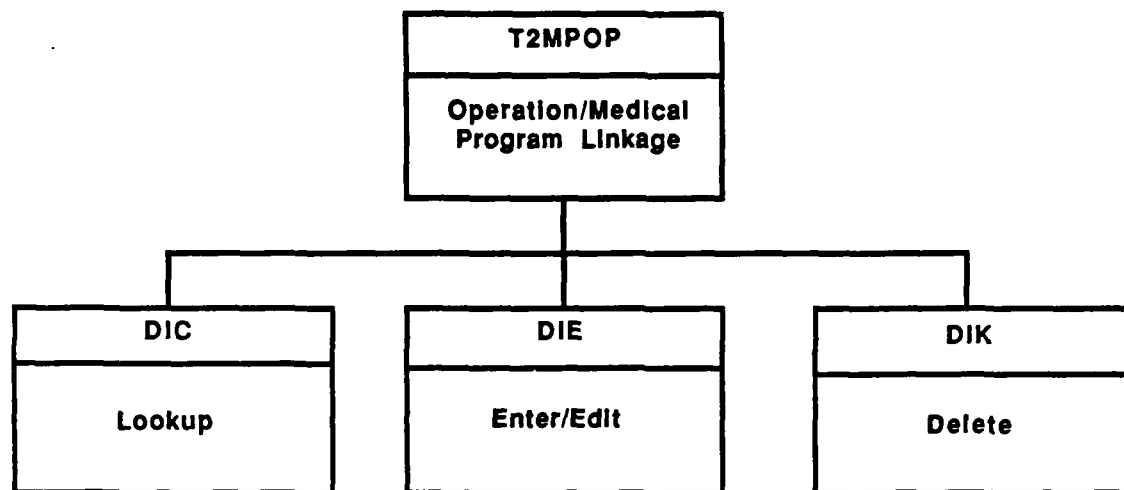 T2MPOP
Operation/Medical
Program Linkage
DIC
DIE
DIK
Lookup
Enter/Edit
Delete